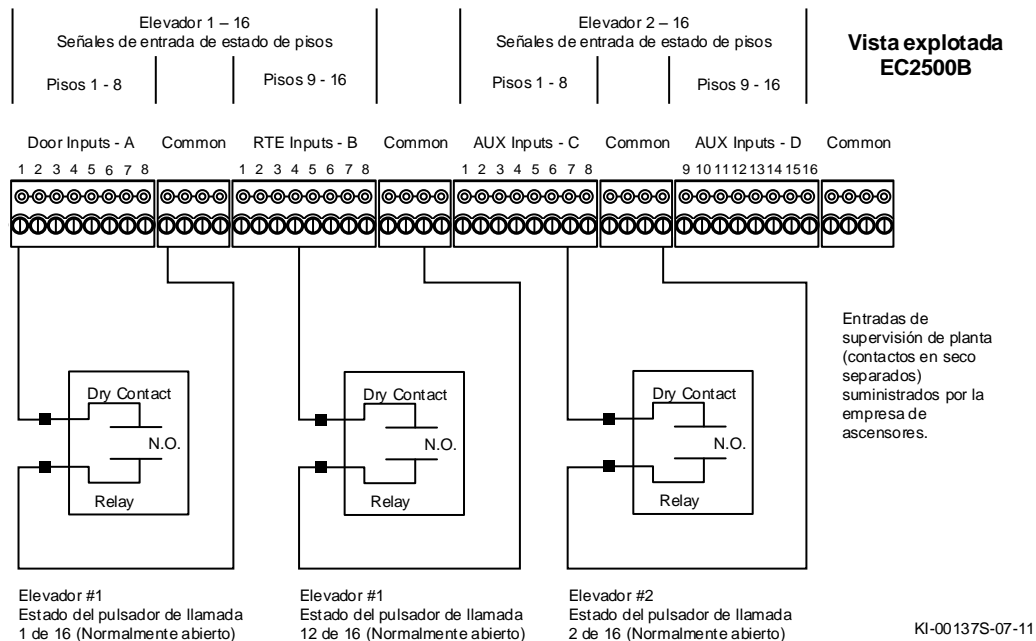 Elevador 1 – 16
Señales de entrada de estado de pisos
Elevador 2 – 16
Señales de entrada de estado de pisos
Vista explotada
EC2500B
Pisos 1 - 8
Pisos 9 - 16
Pisos 1 - 8
Pisos 9 - 16
Door Inputs - A
Common
RTE Inputs - B
Common
AUX Inputs - C
Common
AUX Inputs - D
Common
1 2 3 4 5 6 7 8
1 2 3 4 5 6 7 8
1 2 3 4 5 6 7 8
9 10 11 12 13 14 15 16
Dry Contact
N.O.
Relay
Dry Contact
N.O.
Relay
Dry Contact
N.O.
Relay
Entradas de
supervisión de planta
(contactos en seco
separados)
suministrados por la
empresa de
ascensores.
Elevador #1
Estado del pulsador de llamada
1 de 16 (Normalmente abierto)
Elevador #1
Estado del pulsador de llamada
12 de 16 (Normalmente abierto)
Elevador #2
Estado del pulsador de llamada
2 de 16 (Normalmente abierto)
KI-00137S-07-11